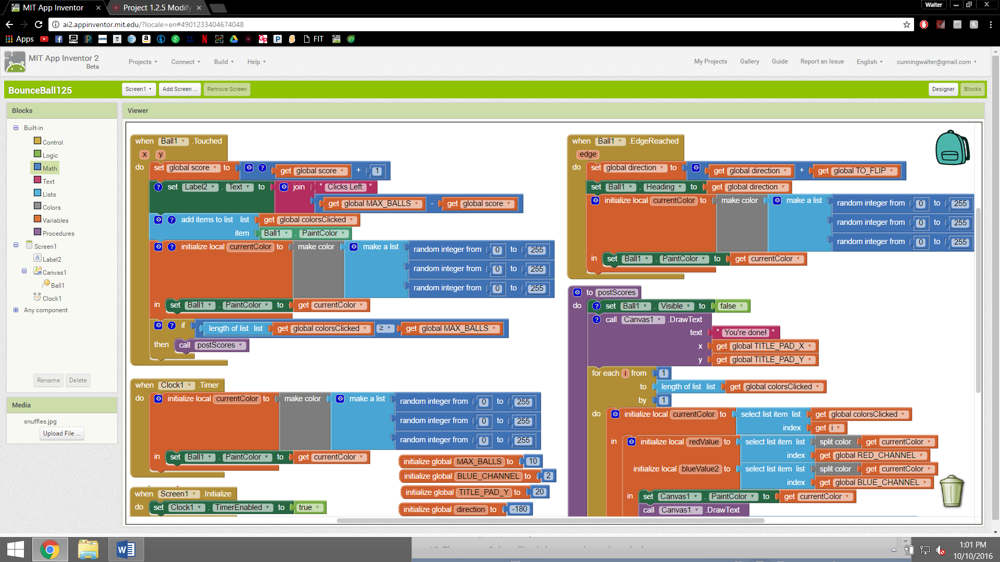 MIT App Inventor
Project 1.2.5 Modify
Walter
ai2.appinventor.mit.edu/?locale=en#4901233404674048
Apps
FIT
MIT App Inventor 2
Beta
Projects
Connect
Build
Help
My Projects
Gallery
Guide
Report an Issue
English
cunningwalter@gmail.com
BounceBall125
Screen1
Add Screen ...
Remove Screen
Designer
Blocks
Blocks
Built-in
Control
Logic
Math
Text
Lists
Colors
Variables
Procedures
Screen1
Label2
Canvas1
Ball1
Clock1
Any component
Rename
Delete
Media
snuffles.jpg
Upload File ...
Viewer
when Ball1 .Touched
x y
do set global score to get global score + 1
set Label2 . Text to join " Clicks Left: "
get global MAX_BALLS - get global score
add items to list list get global colorsClicked
item Ball1 . PaintColor
initialize local currentColor to make color make a list random integer from 0 to 255
random integer from 0 to 255
random integer from 0 to 255
in set Ball1 . PaintColor to get currentColor
if length of list list get global colorsClicked ≥ get global MAX_BALLS
then call postScores
when Clock1 .Timer
do initialize local currentColor to make color make a list random integer from 0 to 255
random integer from 0 to 255
random integer from 0 to 255
in set Ball1 . PaintColor to get currentColor
initialize global MAX_BALLS to 10
initialize global BLUE_CHANNEL to 2
initialize global TITLE_PAD_Y to 20
initialize global direction to -180
when Screen1 .Initialize
do set Clock1 . TimerEnabled to true
when Ball1 .EdgeReached
edge
do set global direction to get global direction + get global TO_FLIP
set Ball1 . Heading to get global direction
initialize local currentColor to make color make a list random integer from 0 to 255
random integer from 0 to 255
random integer from 0 to 255
in set Ball1 . PaintColor to get currentColor
to postScores
do set Ball1 . Visible to false
call Canvas1 .DrawText
text " You're done! "
x get global TITLE_PAD_X
y get global TITLE_PAD_Y
for each i from 1
to length of list list get global colorsClicked
by 1
do initialize local currentColor to select list item list get global colorsClicked
index get i
in initialize local redValue to select list item list split color get currentColor
index get global RED_CHANNEL
initialize local blueValue2 to select list item list split color get currentColor
index get global BLUE_CHANNEL
in set Canvas1 . PaintColor to get currentColor
call Canvas1 .DrawText
1:01 PM
10/10/2016